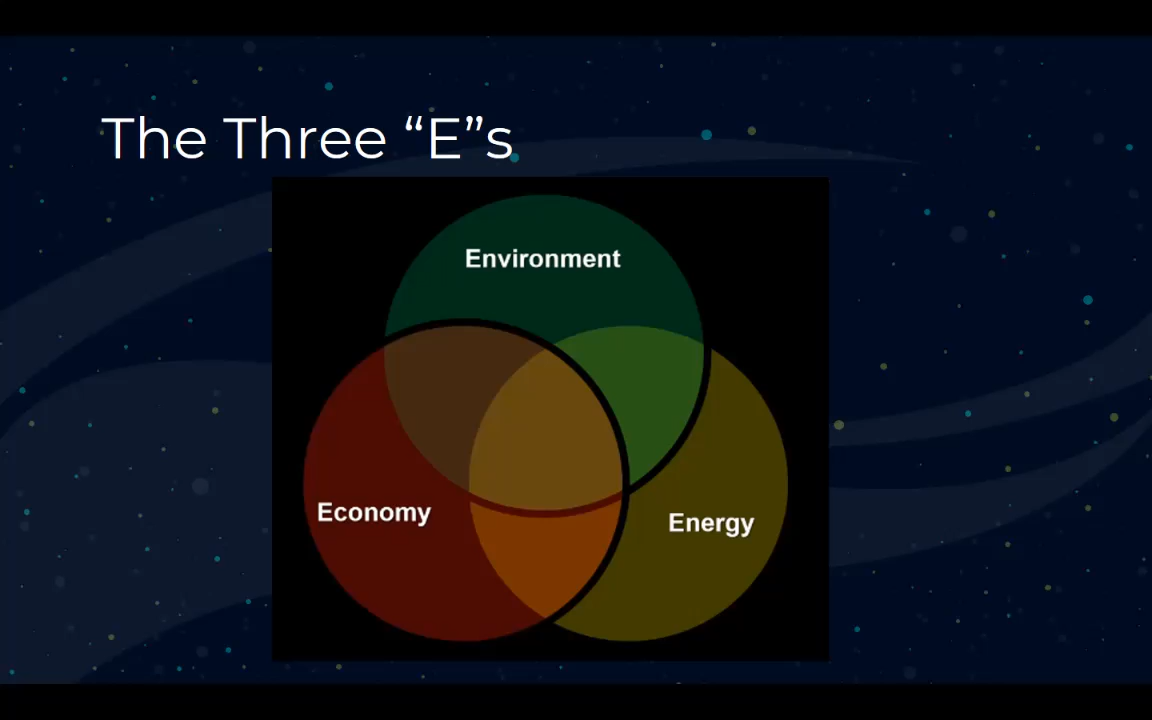 The Three “E”s
Environment
Economy
Energy